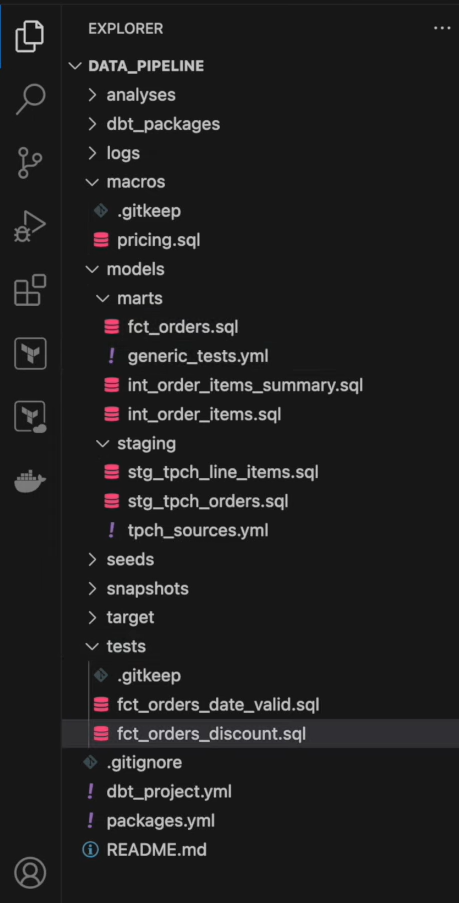 EXPLORER
DATA_PIPELINE
analyses
dbt_packages
logs
macros
.gitkeep
pricing.sql
models
marts
fct_orders.sql
generic_tests.yml
int_order_items_summary.sql
int_order_items.sql
staging
stg_tpch_line_items.sql
stg_tpch_orders.sql
tpch_sources.yml
seeds
snapshots
target
tests
.gitkeep
fct_orders_date_valid.sql
fct_orders_discount.sql
.gitignore
dbt_project.yml
packages.yml
README.md